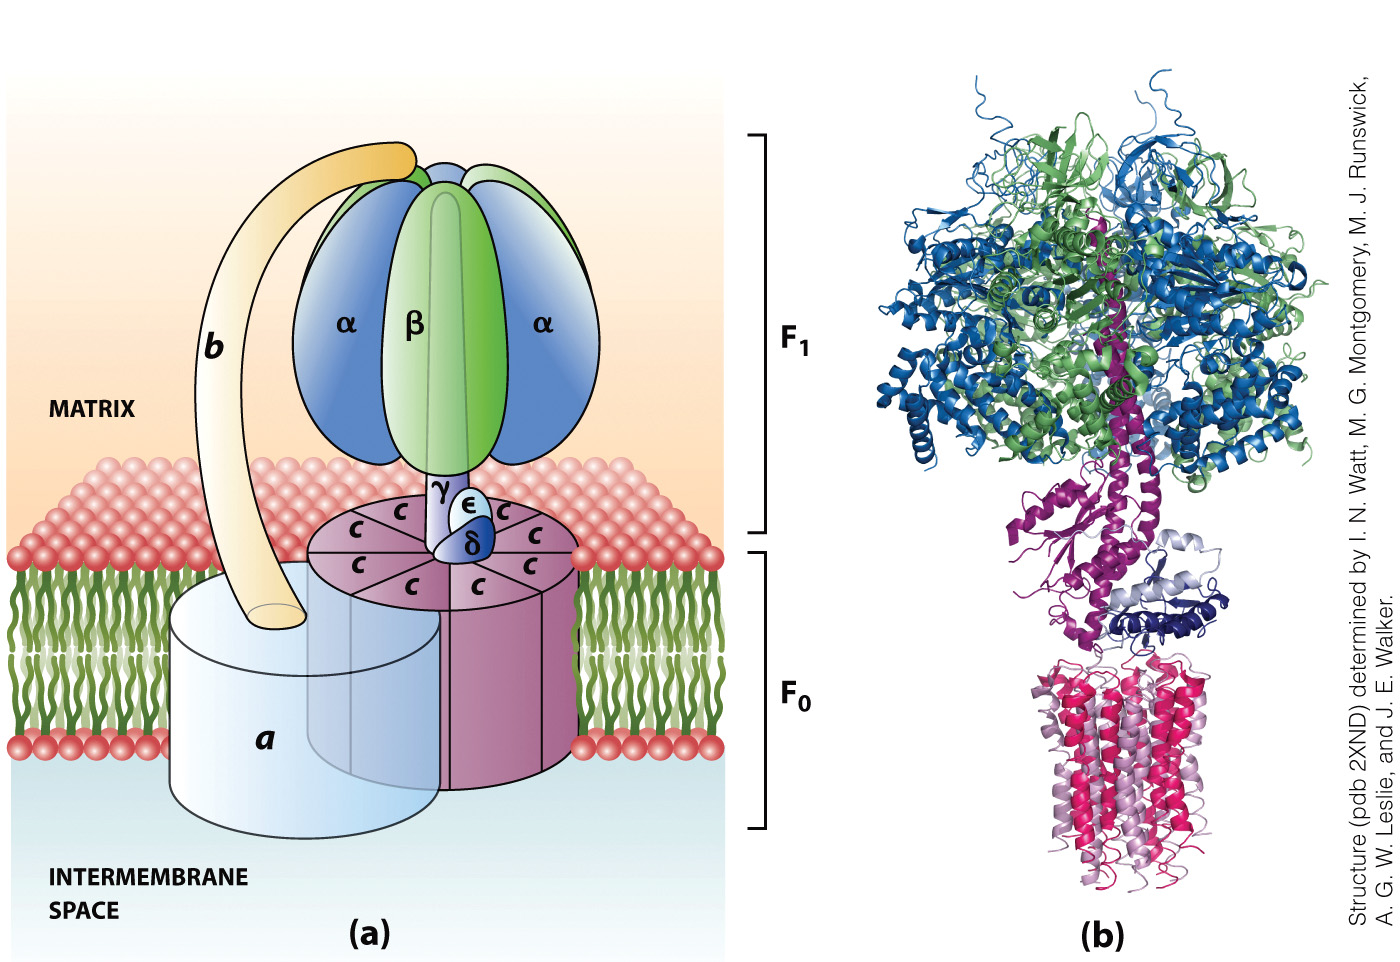 b
α
β
α
MATRIX
γ
ϵ
δ
c
c
c
c
c
c
c
c
a
INTERMEMBRANE
SPACE
(a)
F₁
F₀
(b)
Structure (pdb 2XND) determined by I. N. Watt, M. G. Montgomery, M. J. Runswick,
A. G. W. Leslie, and J. E. Walker.